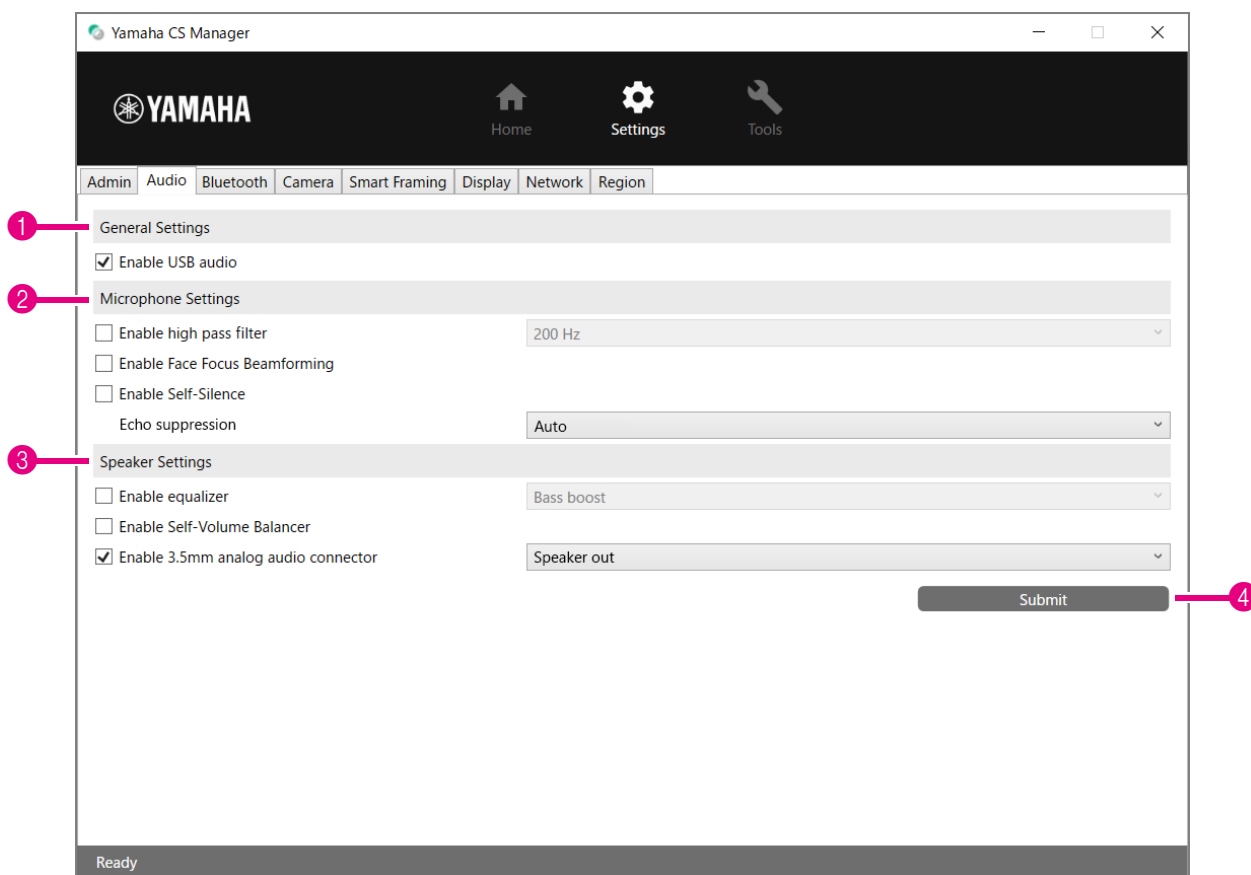 Yamaha CS Manager
YAMAHA
Home Settings Tools
Admin Audio Bluetooth Camera Smart Framing Display Network Region
1 General Settings
Enable USB audio
2 Microphone Settings
Enable high pass filter 200 Hz
Enable Face Focus Beamforming
Enable Self-Silence
Echo suppression Auto
3 Speaker Settings
Enable equalizer Bass boost
Enable Self-Volume Balancer
Enable 3.5mm analog audio connector Speaker out
Submit 4
Ready